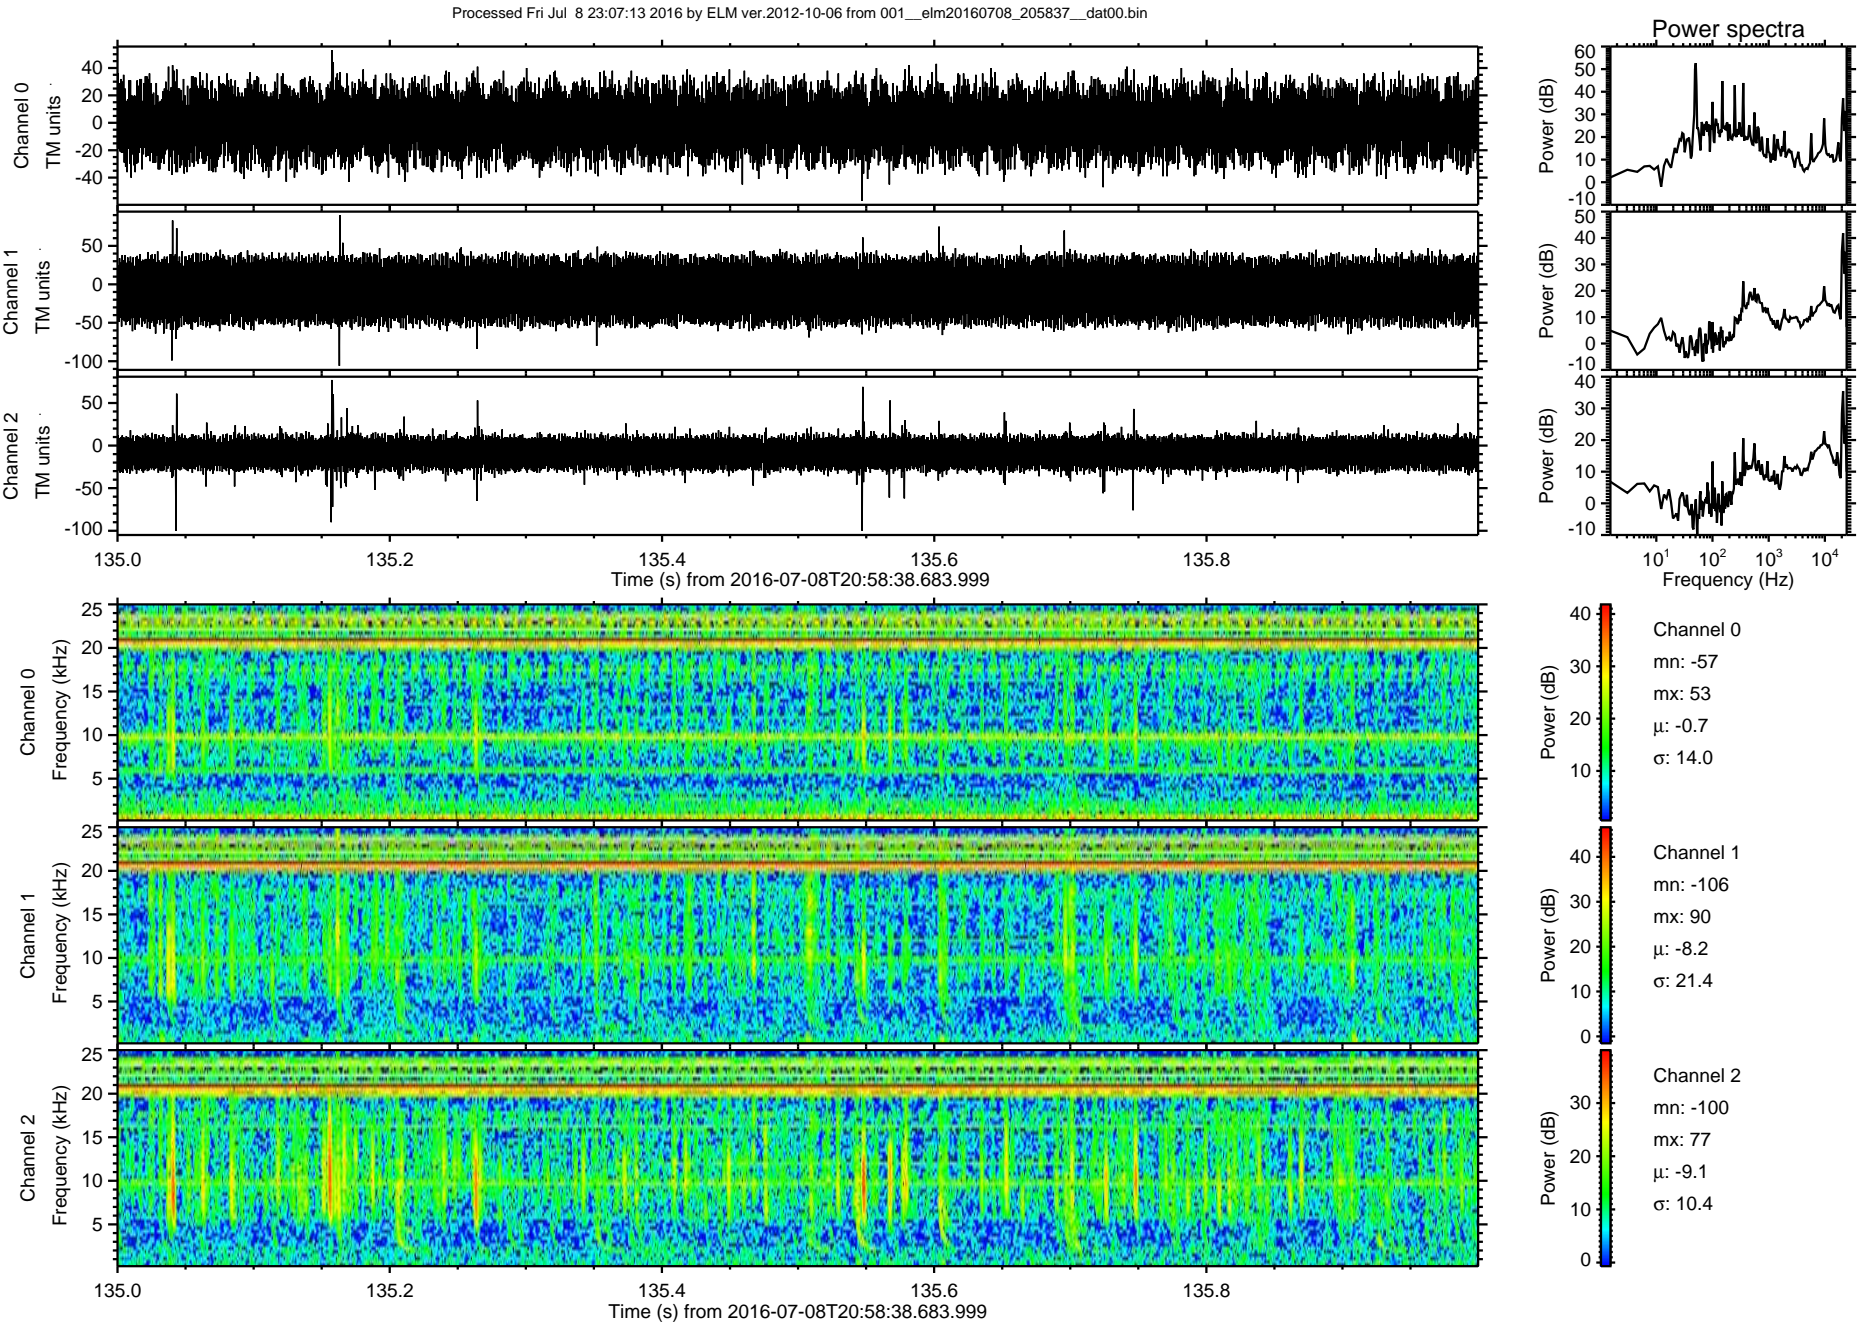 Processed Fri Jul  8 23:07:13 2016 by ELM ver.2012-10-06 from 001__elm20160708_205837__dat00.bin
Power spectra
Channel 0
TM units
40
20
0
-20
-40
Power (dB)
60
50
40
30
20
10
0
-10
Channel 1
TM units
50
0
-50
-100
Power (dB)
50
40
30
20
10
0
-10
Channel 2
TM units
50
0
-50
-100
Power (dB)
40
30
20
10
0
-10
135.0 135.2 135.4 135.6 135.8
Time (s) from 2016-07-08T20:58:38.683.999
10¹ 10² 10³ 10⁴
Frequency (Hz)
Channel 0
Frequency (kHz)
25
20
15
10
5
Power (dB)
40
30
20
10
Channel 0
mn: -57
mx: 53
μ: -0.7
σ: 14.0
Channel 1
Frequency (kHz)
25
20
15
10
5
Power (dB)
40
30
20
10
0
Channel 1
mn: -106
mx: 90
μ: -8.2
σ: 21.4
Channel 2
Frequency (kHz)
25
20
15
10
5
Power (dB)
30
20
10
0
Channel 2
mn: -100
mx: 77
μ: -9.1
σ: 10.4
135.0 135.2 135.4 135.6 135.8
Time (s) from 2016-07-08T20:58:38.683.999